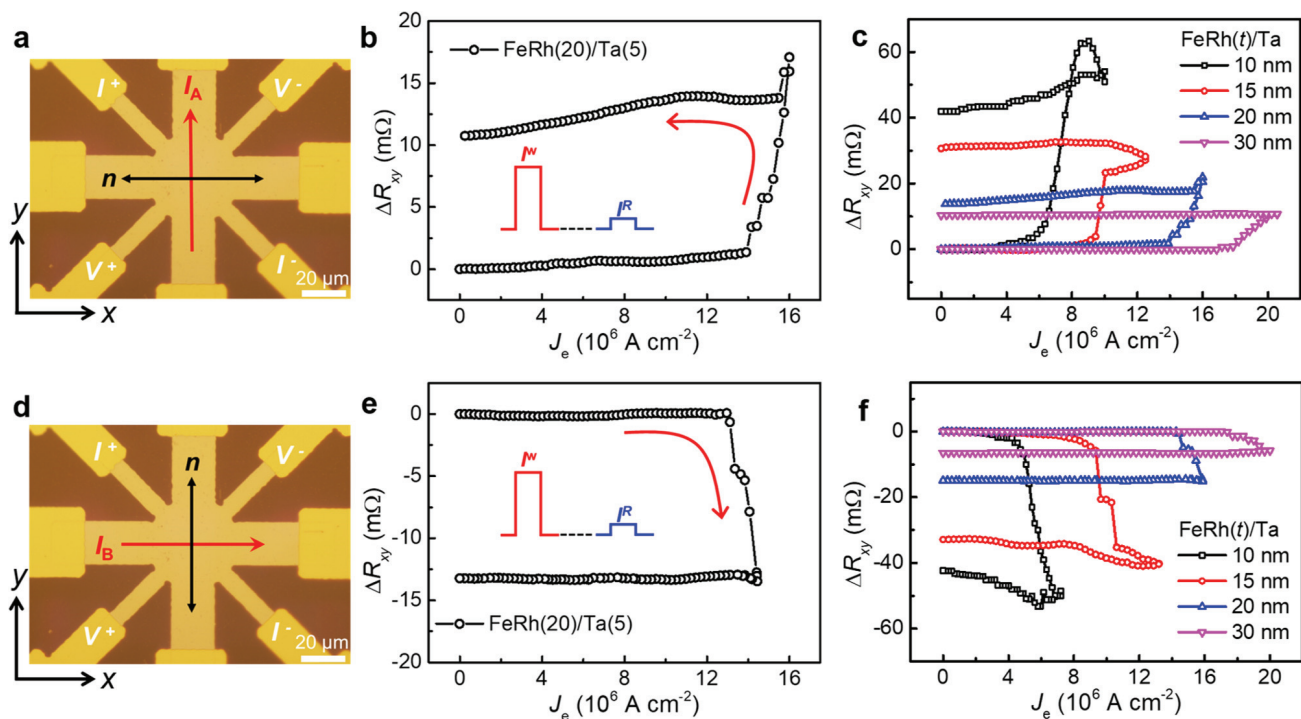 a
I⁺
V⁻
I_A
n
V⁺
I⁻
20 μm
y
x
b
20
15
10
5
0
ΔR_xy (mΩ)
FeRh(20)/Ta(5)
I^w
I^R
0 4 8 12 16
J_e (10⁶ A cm⁻²)
c
60
40
20
0
ΔR_xy (mΩ)
FeRh(t)/Ta
10 nm
15 nm
20 nm
30 nm
0 4 8 12 16 20
J_e (10⁶ A cm⁻²)
d
I⁺
V⁻
n
I_B
V⁺
I⁻
20 μm
y
x
e
0
-5
-10
-15
-20
ΔR_xy (mΩ)
I^w
I^R
FeRh(20)/Ta(5)
0 4 8 12 16
J_e (10⁶ A cm⁻²)
f
0
-20
-40
-60
ΔR_xy (mΩ)
FeRh(t)/Ta
10 nm
15 nm
20 nm
30 nm
0 4 8 12 16 20
J_e (10⁶ A cm⁻²)